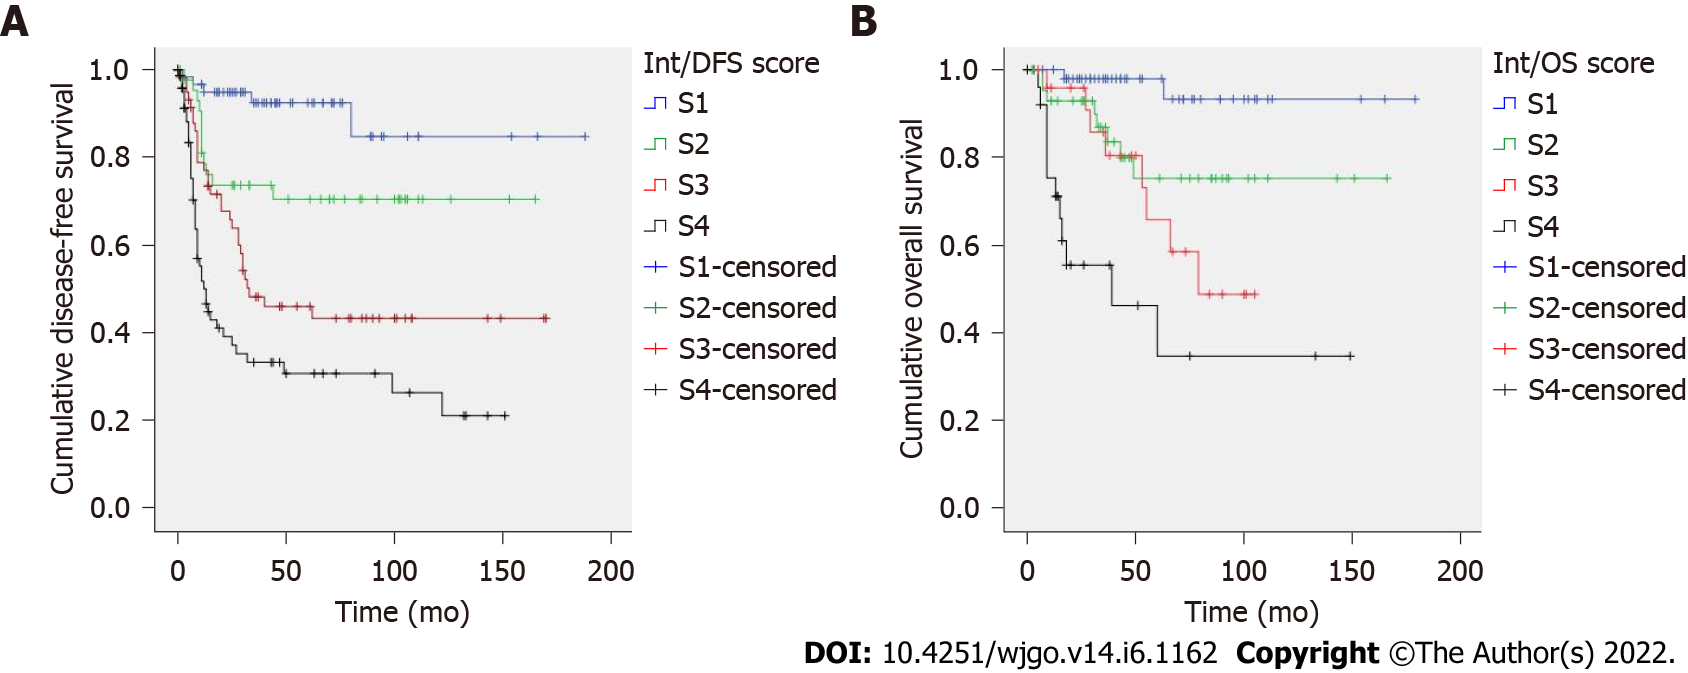 A
Cumulative disease-free survival
1.0
0.8
0.6
0.4
0.2
0.0
0 50 100 150 200
Time (mo)
Int/DFS score
S1
S2
S3
S4
S1-censored
S2-censored
S3-censored
S4-censored
B
Cumulative overall survival
1.0
0.8
0.6
0.4
0.2
0.0
0 50 100 150 200
Time (mo)
Int/OS score
S1
S2
S3
S4
S1-censored
S2-censored
S3-censored
S4-censored
DOI: 10.4251/wjgo.v14.i6.1162 Copyright ©The Author(s) 2022.